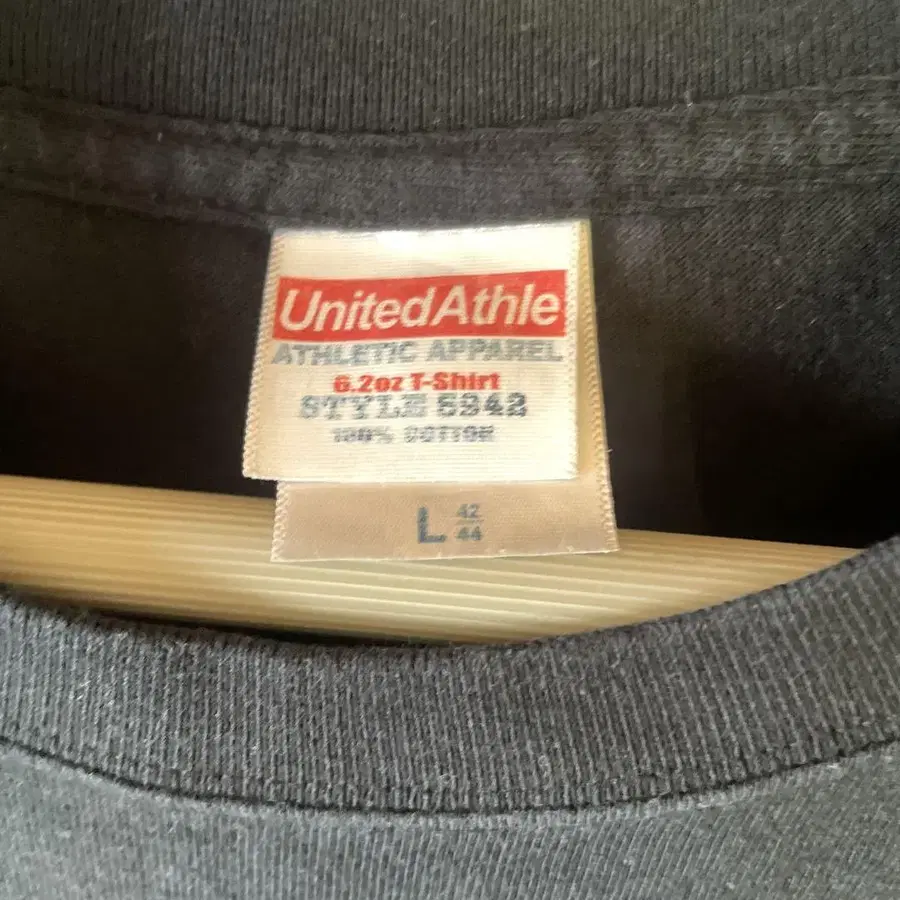 UnitedAthle
ATHLETIC APPAREL
6.2oz T-Shirt
STYLE 5942
100% COTTON
L 42/44